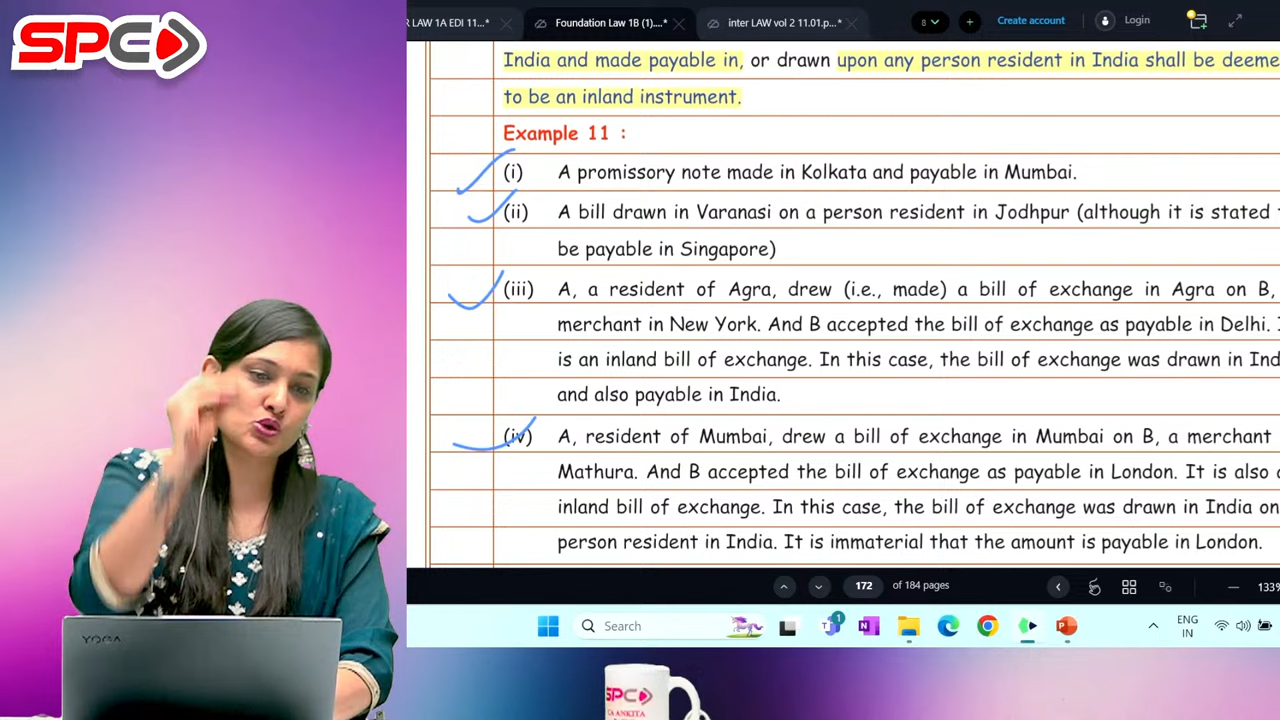 SPC
R LAW 1A EDI 11...*
Foundation Law 1B (1)....*
inter LAW vol 2 11.01.p...*
8
Create account
Login
India and made payable in, or drawn upon any person resident in India shall be deeme
to be an inland instrument.
Example 11 :
(i) A promissory note made in Kolkata and payable in Mumbai.
(ii) A bill drawn in Varanasi on a person resident in Jodhpur (although it is stated
be payable in Singapore)
(iii) A, a resident of Agra, drew (i.e., made) a bill of exchange in Agra on B,
merchant in New York. And B accepted the bill of exchange as payable in Delhi.
is an inland bill of exchange. In this case, the bill of exchange was drawn in Ind
and also payable in India.
(iv) A, resident of Mumbai, drew a bill of exchange in Mumbai on B, a merchant
Mathura. And B accepted the bill of exchange as payable in London. It is also
inland bill of exchange. In this case, the bill of exchange was drawn in India on
person resident in India. It is immaterial that the amount is payable in London.
172 of 184 pages
133%
Search
1
ENG
IN
YOGA
SPC
CA ANKITA